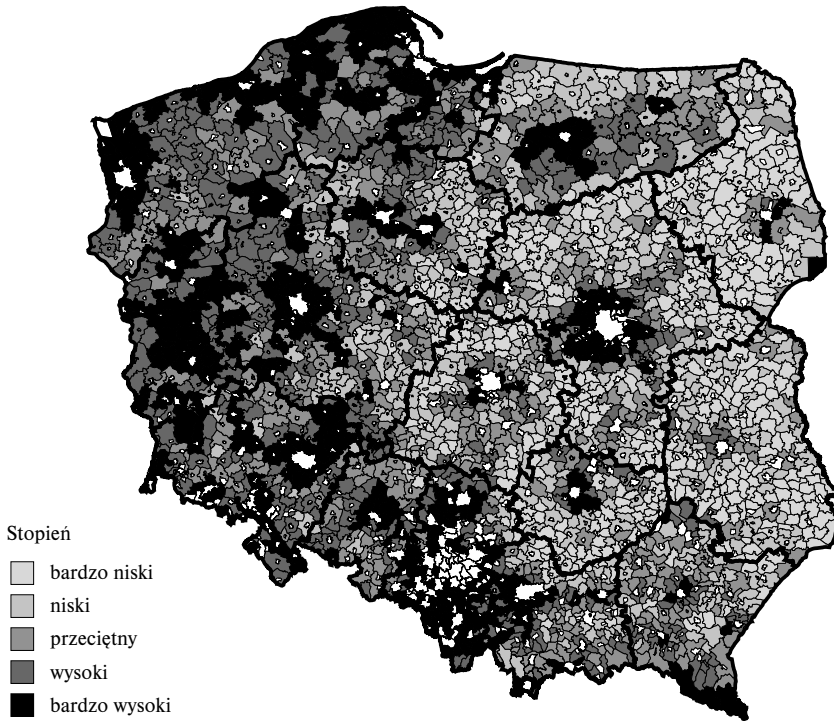 Stopień
bardzo niski
niski
przeciętny
wysoki
bardzo wysoki